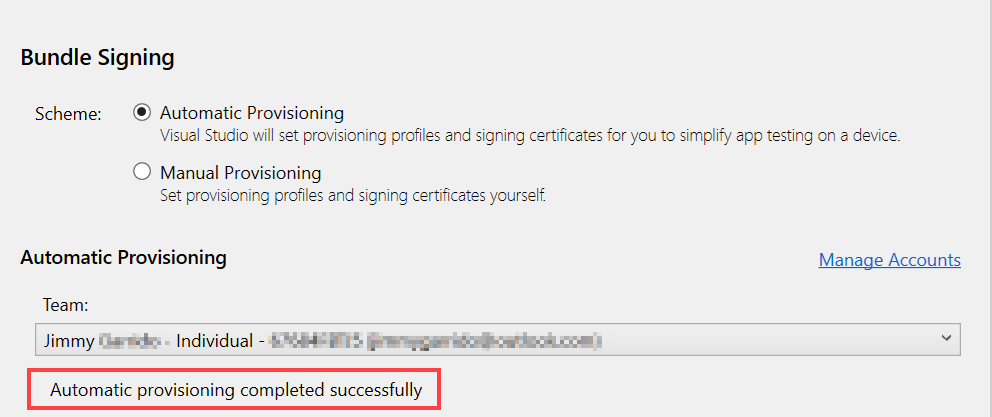 Bundle Signing
Scheme:
Automatic Provisioning
Visual Studio will set provisioning profiles and signing certificates for you to simplify app testing on a device.
Manual Provisioning
Set provisioning profiles and signing certificates yourself.
Automatic Provisioning
Manage Accounts
Team:
Jimmy - Individual -
Automatic provisioning completed successfully